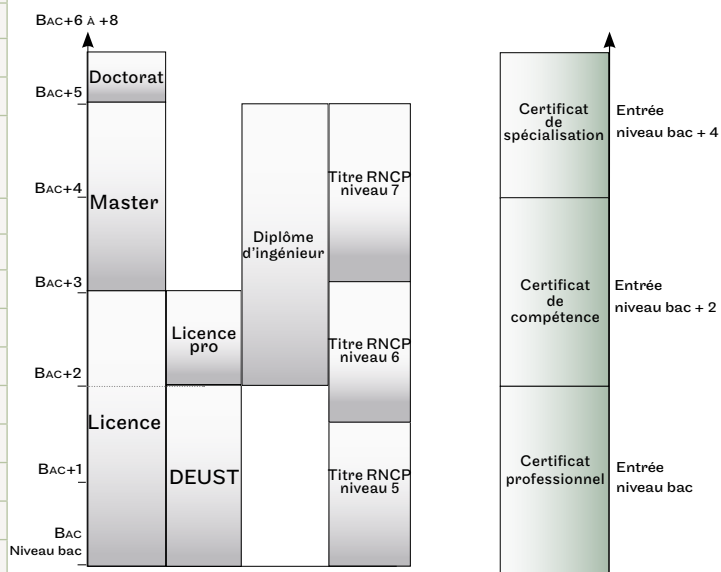 BAC+6 À +8
BAC+5
BAC+4
BAC+3
BAC+2
BAC+1
BAC
Niveau bac
Doctorat
Master
Licence
Licence
pro
DEUST
Diplôme
d'ingénieur
Titre RNCP
niveau 7
Titre RNCP
niveau 6
Titre RNCP
niveau 5
Certificat
de
spécialisation
Entrée
niveau bac + 4
Certificat
de
compétence
Entrée
niveau bac + 2
Certificat
professionnel
Entrée
niveau bac